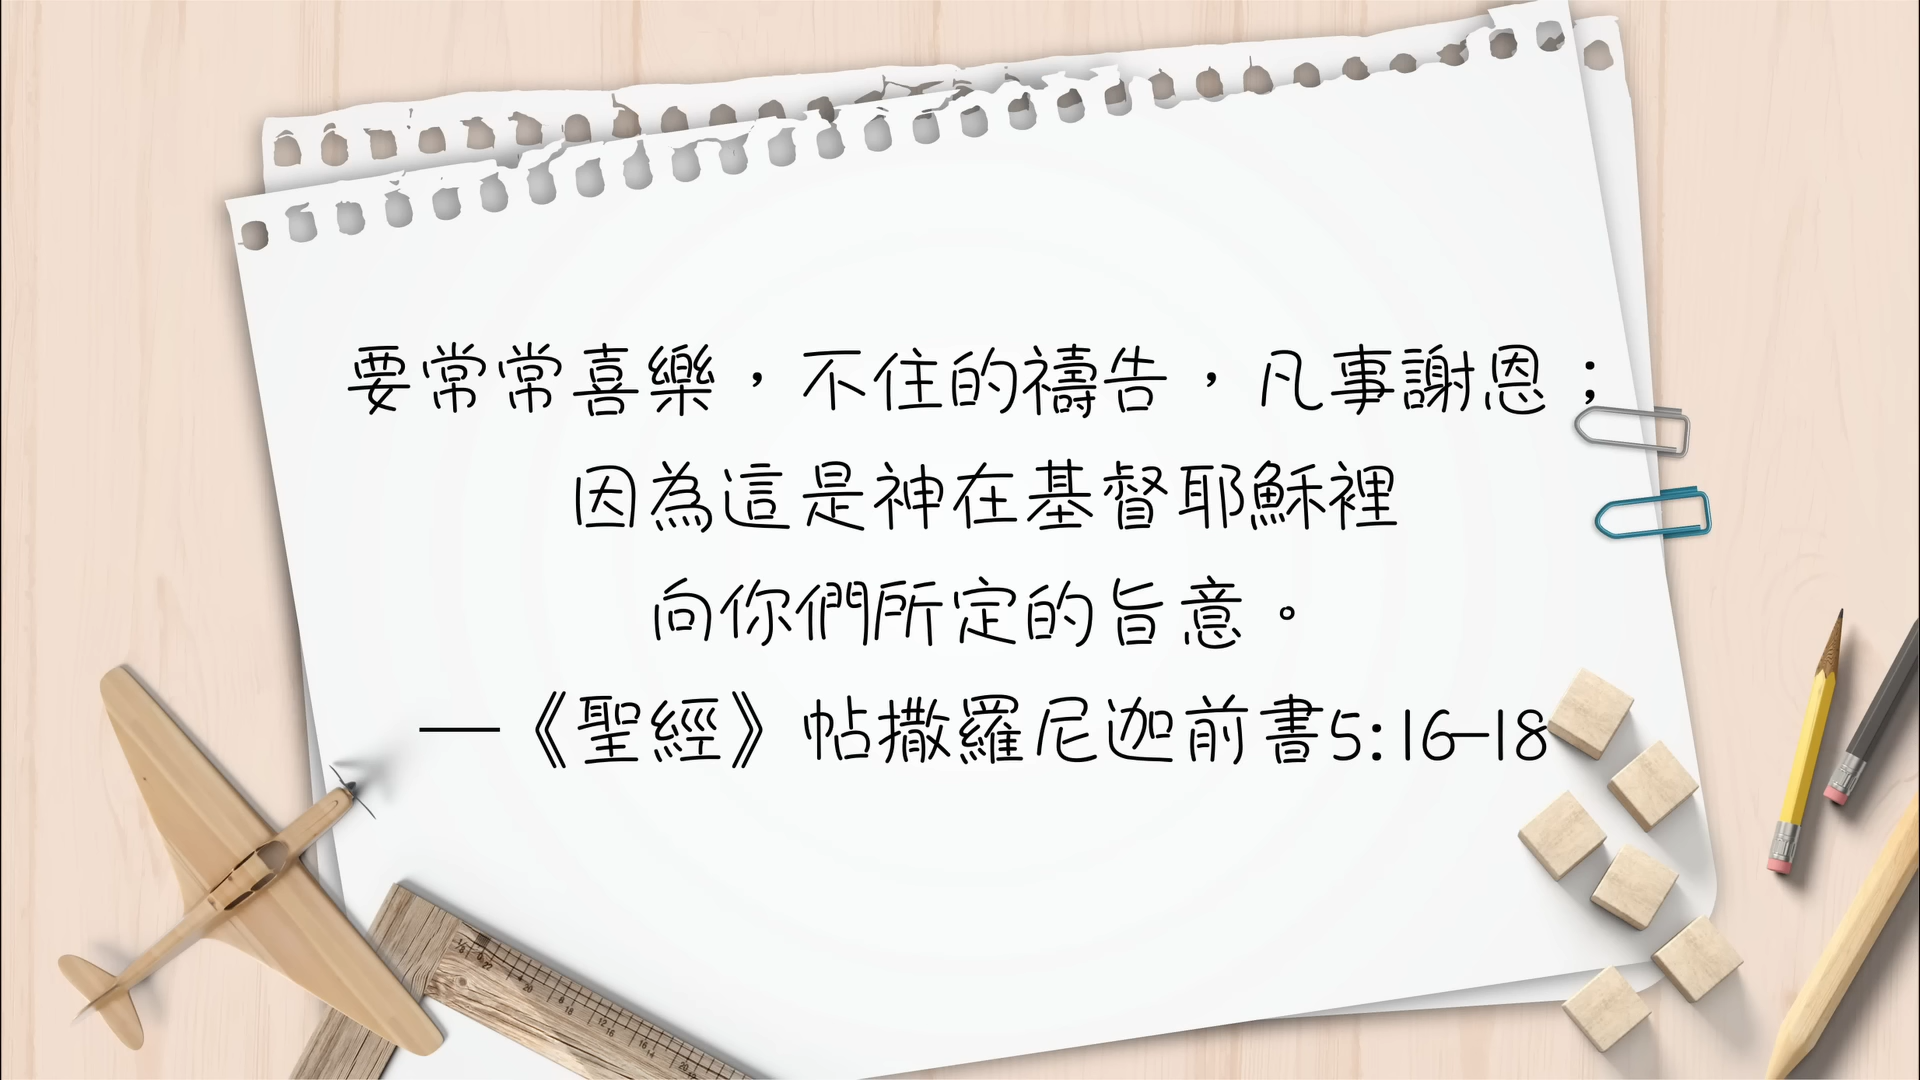 要常常喜樂，不住的禱告，凡事謝恩；
因為這是神在基督耶穌裡
向你們所定的旨意。
—《聖經》帖撒羅尼迦前書5:16-18